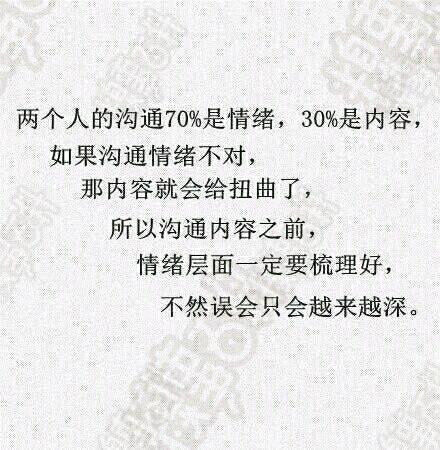 两个人的沟通70%是情绪，30%是内容，
如果沟通情绪不对，
那内容就会给扭曲了，
所以沟通内容之前，
情绪层面一定要梳理好，
不然误会只会越来越深。